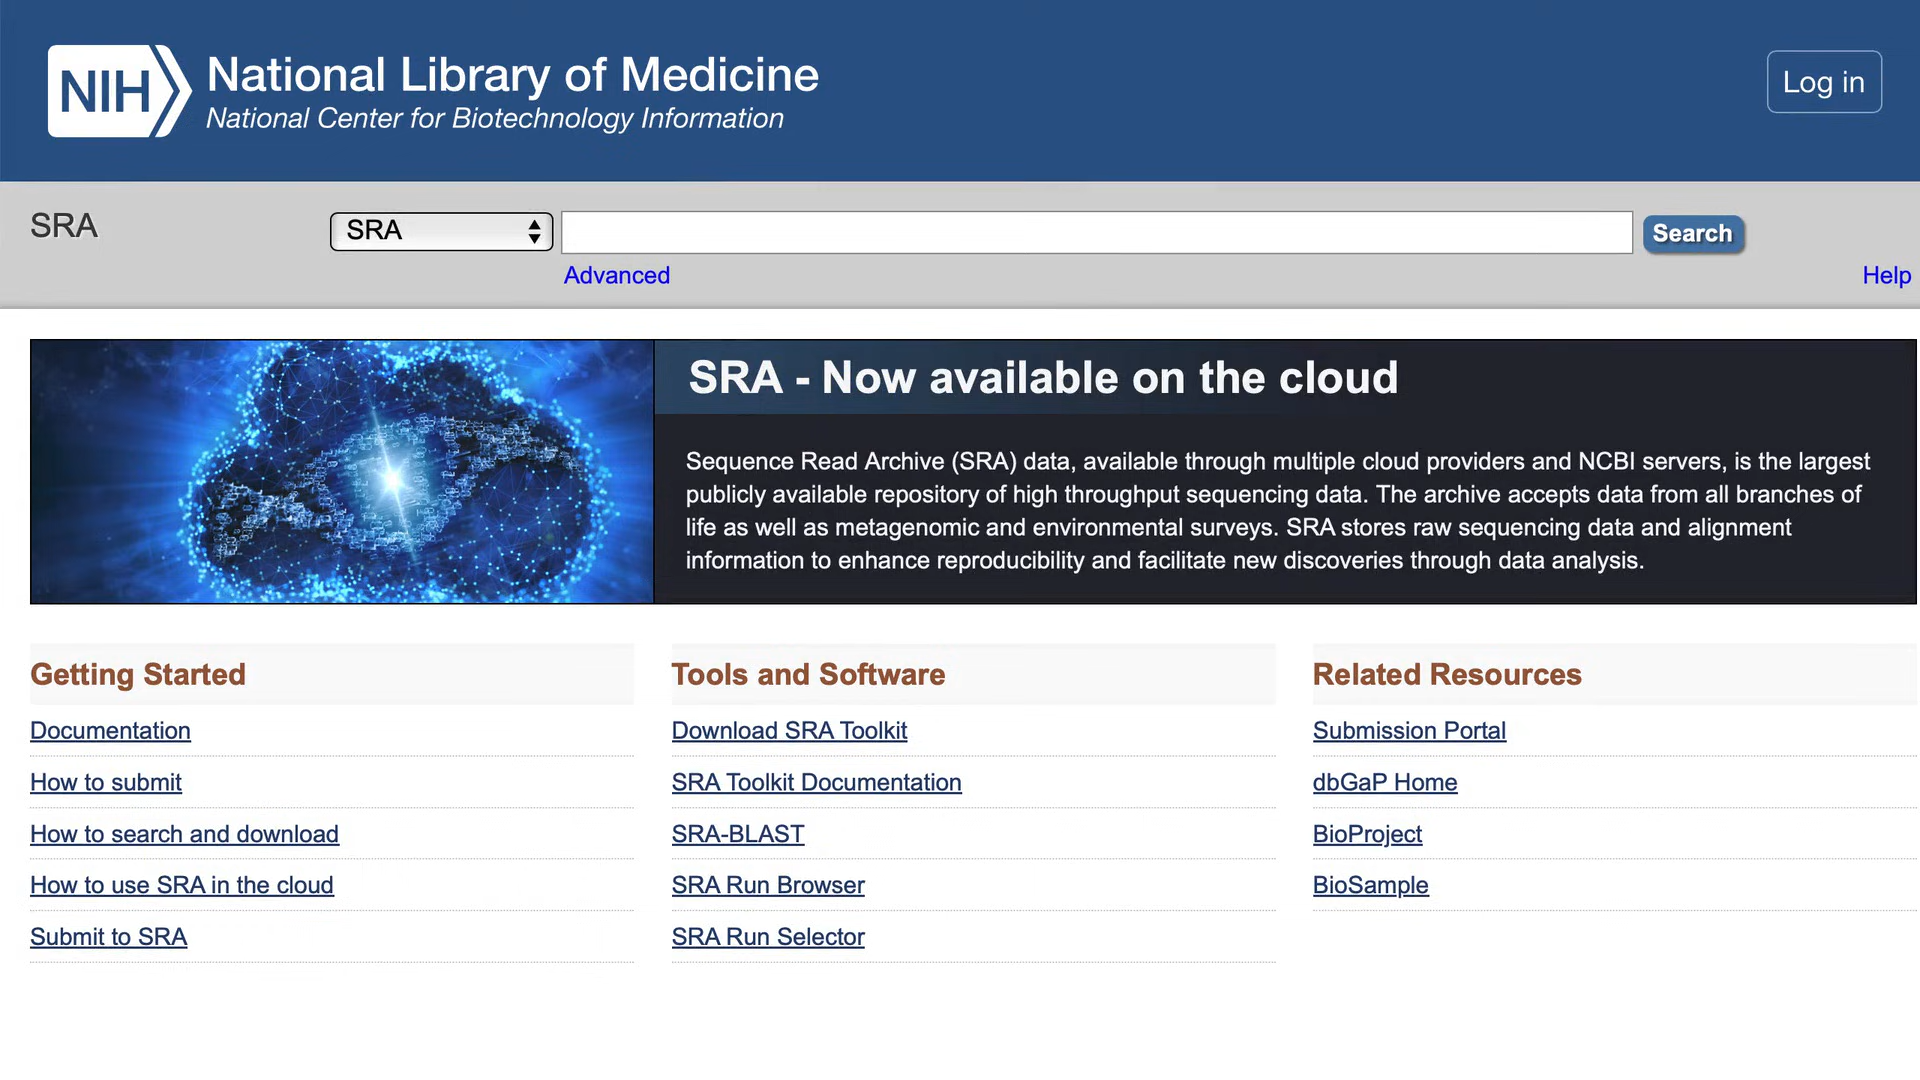 NIH
National Library of Medicine
National Center for Biotechnology Information
Log in
SRA
SRA
Search
Advanced
Help
SRA - Now available on the cloud
Sequence Read Archive (SRA) data, available through multiple cloud providers and NCBI servers, is the largest
publicly available repository of high throughput sequencing data. The archive accepts data from all branches of
life as well as metagenomic and environmental surveys. SRA stores raw sequencing data and alignment
information to enhance reproducibility and facilitate new discoveries through data analysis.
Getting Started
Documentation
How to submit
How to search and download
How to use SRA in the cloud
Submit to SRA
Tools and Software
Download SRA Toolkit
SRA Toolkit Documentation
SRA-BLAST
SRA Run Browser
SRA Run Selector
Related Resources
Submission Portal
dbGaP Home
BioProject
BioSample